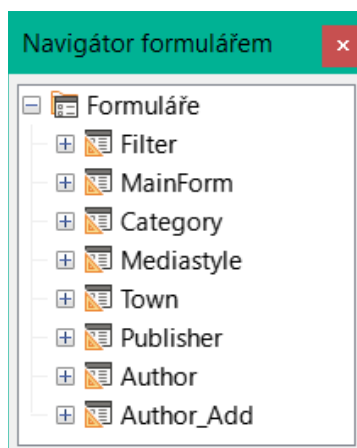 Navigátor formulářem
Formuláře
Filter
MainForm
Category
Mediastyle
Town
Publisher
Author
Author_Add